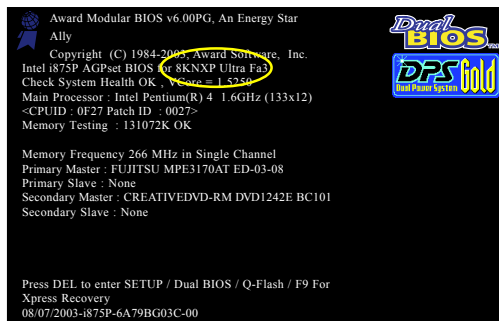 Award Modular BIOS v6.00PG, An Energy Star
Ally
Copyright (C) 1984-2003, Award Software, Inc.
Intel i875P AGPset BIOS for 8KNXP Ultra Fa3
Check System Health OK , VCore = 1.5250
Main Processor : Intel Pentium(R) 4 1.6GHz (133x12)
<CPUID : 0F27 Patch ID : 0027>
Memory Testing : 131072K OK
Memory Frequency 266 MHz in Single Channel
Primary Master : FUJITSU MPE3170AT ED-03-08
Primary Slave : None
Secondary Master : CREATIVEDVD-RM DVD1242E BC101
Secondary Slave : None
Press DEL to enter SETUP / Dual BIOS / Q-Flash / F9 For
Xpress Recovery
08/07/2003-i875P-6A79BG03C-00
Dual
BIOS
DPS Gold
Dual Power System